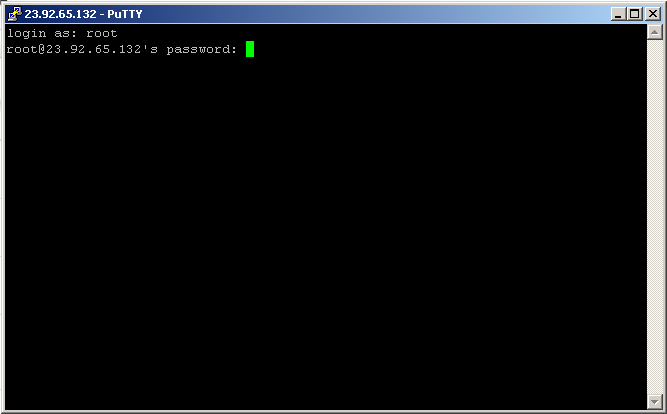 23.92.65.132 - PuTTY
login as: root
root@23.92.65.132's password: